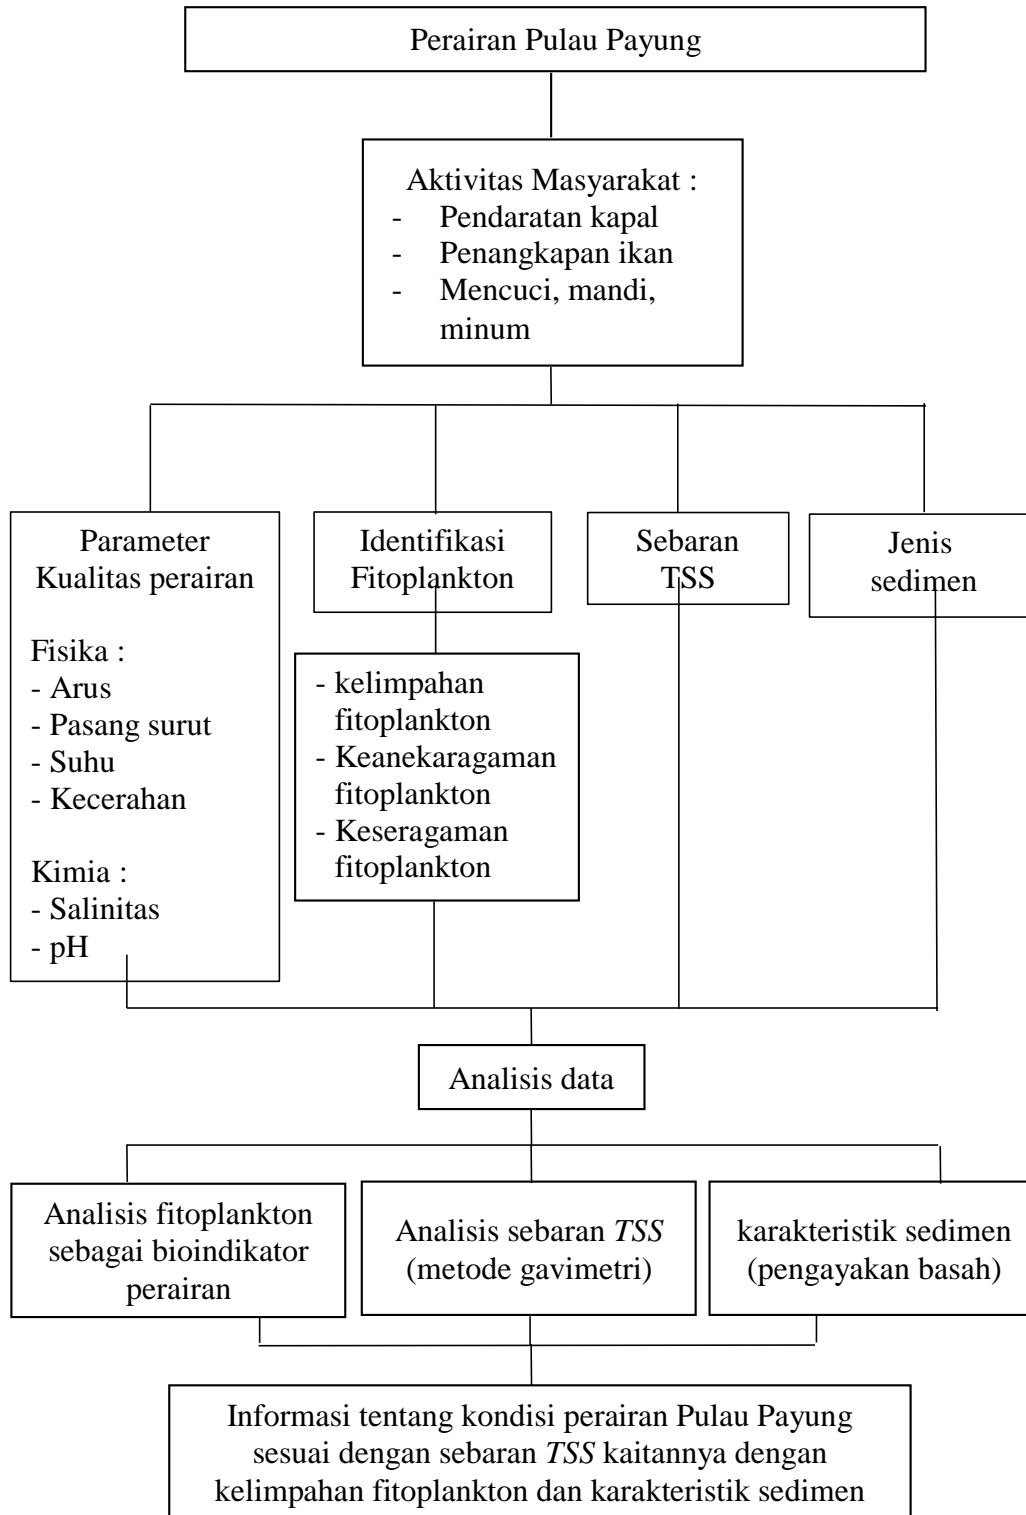 Perairan Pulau Payung
Aktivitas Masyarakat :
- Pendaratan kapal
- Penangkapan ikan
- Mencuci, mandi,
minum
Parameter
Kualitas perairan
Fisika :
- Arus
- Pasang surut
- Suhu
- Kecerahan
Kimia :
- Salinitas
- pH
Identifikasi
Fitoplankton
- kelimpahan
fitoplankton
- Keanekaragaman
fitoplankton
- Keseragaman
fitoplankton
Sebaran
TSS
Jenis
sedimen
Analisis data
Analisis fitoplankton
sebagai bioindikator
perairan
Analisis sebaran TSS
(metode gavimetri)
karakteristik sedimen
(pengayakan basah)
Informasi tentang kondisi perairan Pulau Payung
sesuai dengan sebaran TSS kaitannya dengan
kelimpahan fitoplankton dan karakteristik sedimen